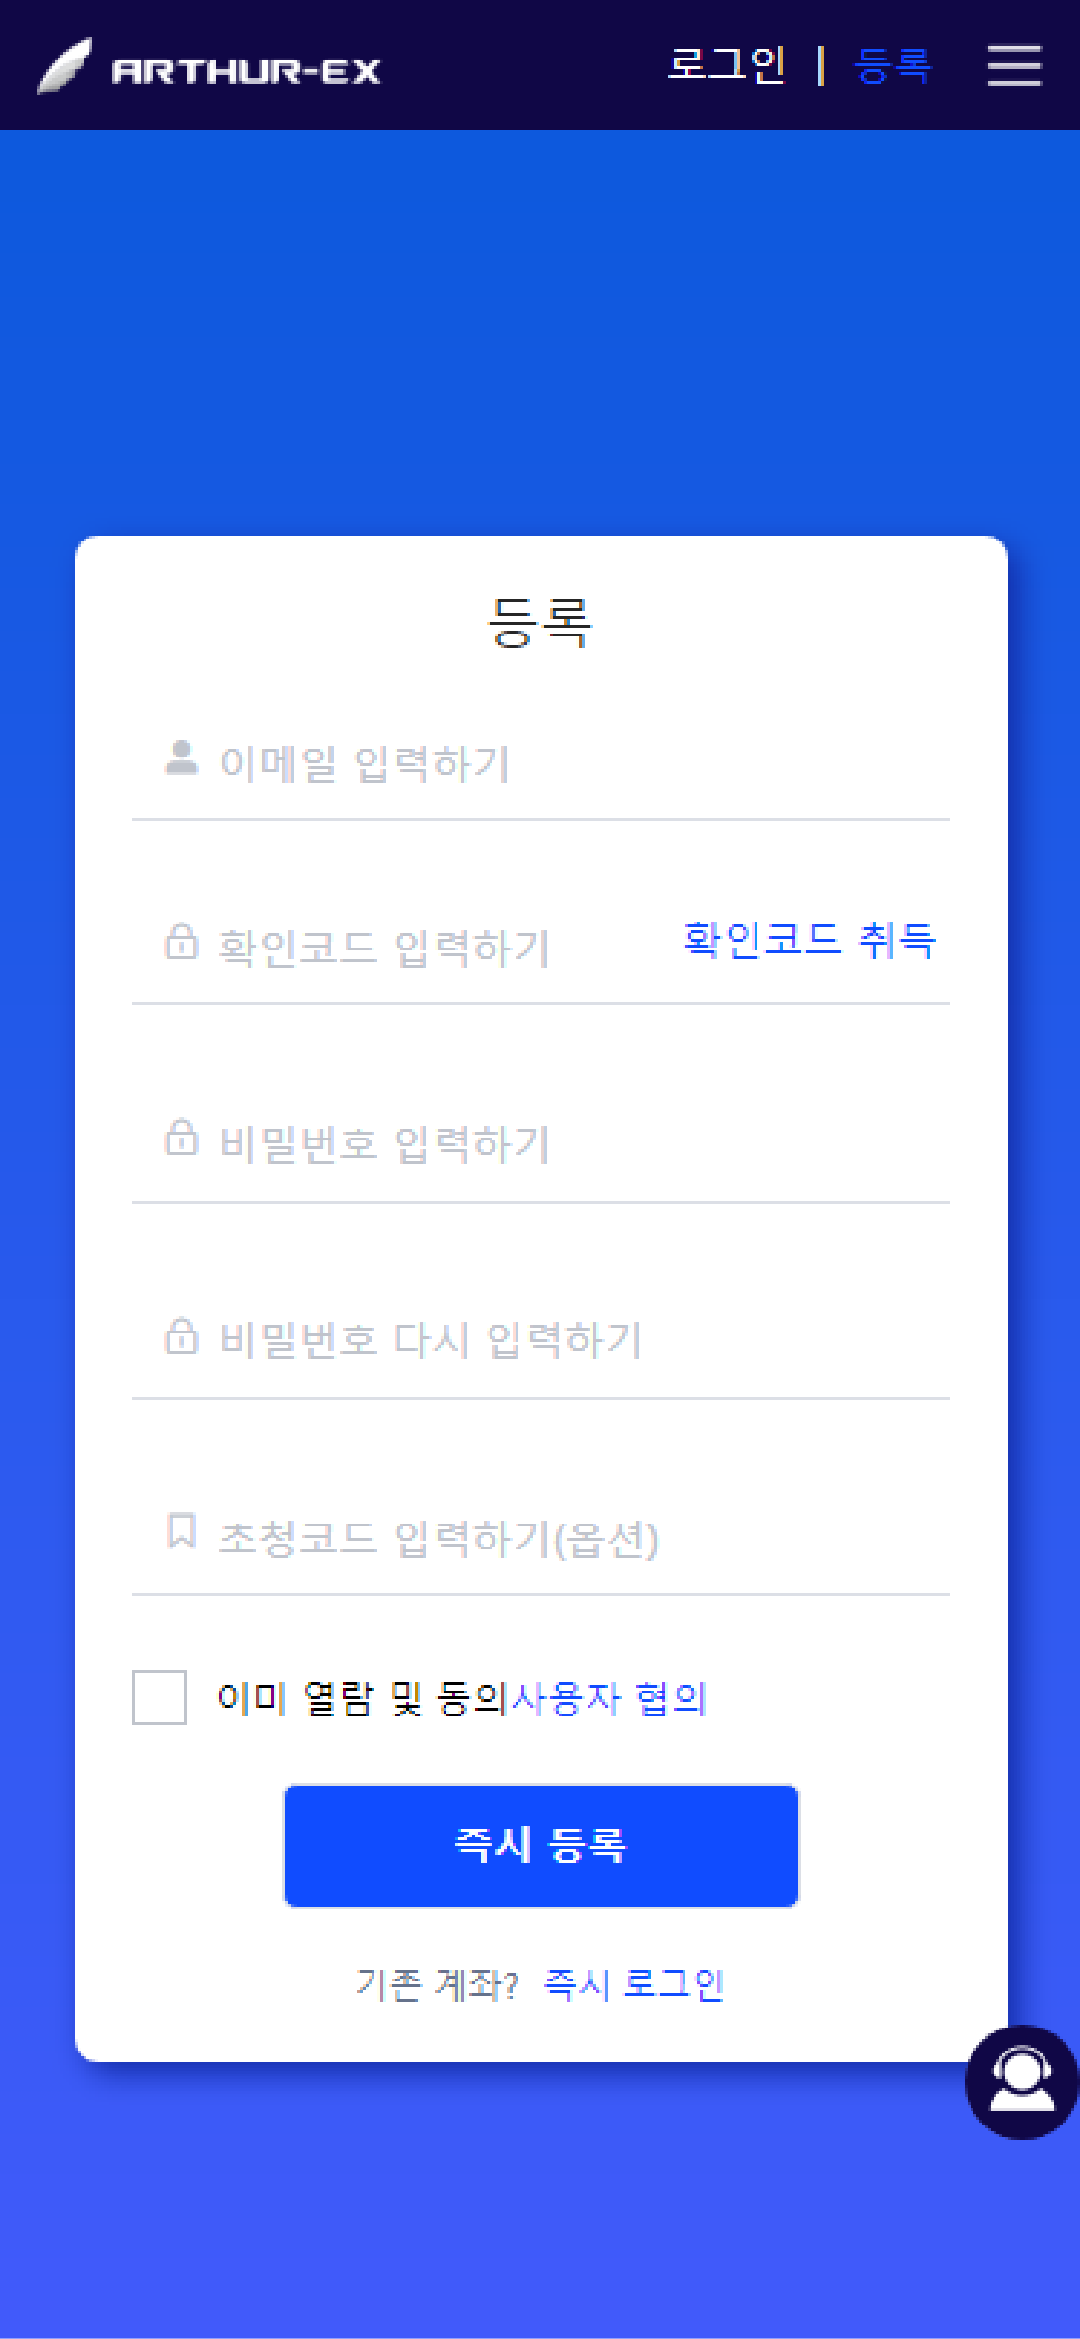 ARTHUR-EX
로그인 | 등록
등록
이메일 입력하기
확인코드 입력하기 확인코드 취득
비밀번호 입력하기
비밀번호 다시 입력하기
초청코드 입력하기(옵션)
이미 열람 및 동의사용자 협의
즉시 등록
기존 계좌? 즉시 로그인